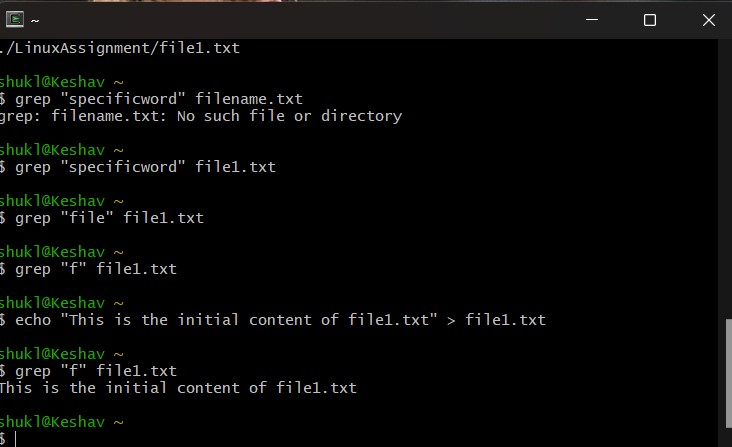 ~
./LinuxAssignment/file1.txt
shukl@Keshav ~
$ grep "specificword" filename.txt
grep: filename.txt: No such file or directory
shukl@Keshav ~
$ grep "specificword" file1.txt
shukl@Keshav ~
$ grep "file" file1.txt
shukl@Keshav ~
$ grep "f" file1.txt
shukl@Keshav ~
$ echo "This is the initial content of file1.txt" > file1.txt
shukl@Keshav ~
$ grep "f" file1.txt
This is the initial content of file1.txt
shukl@Keshav ~
$